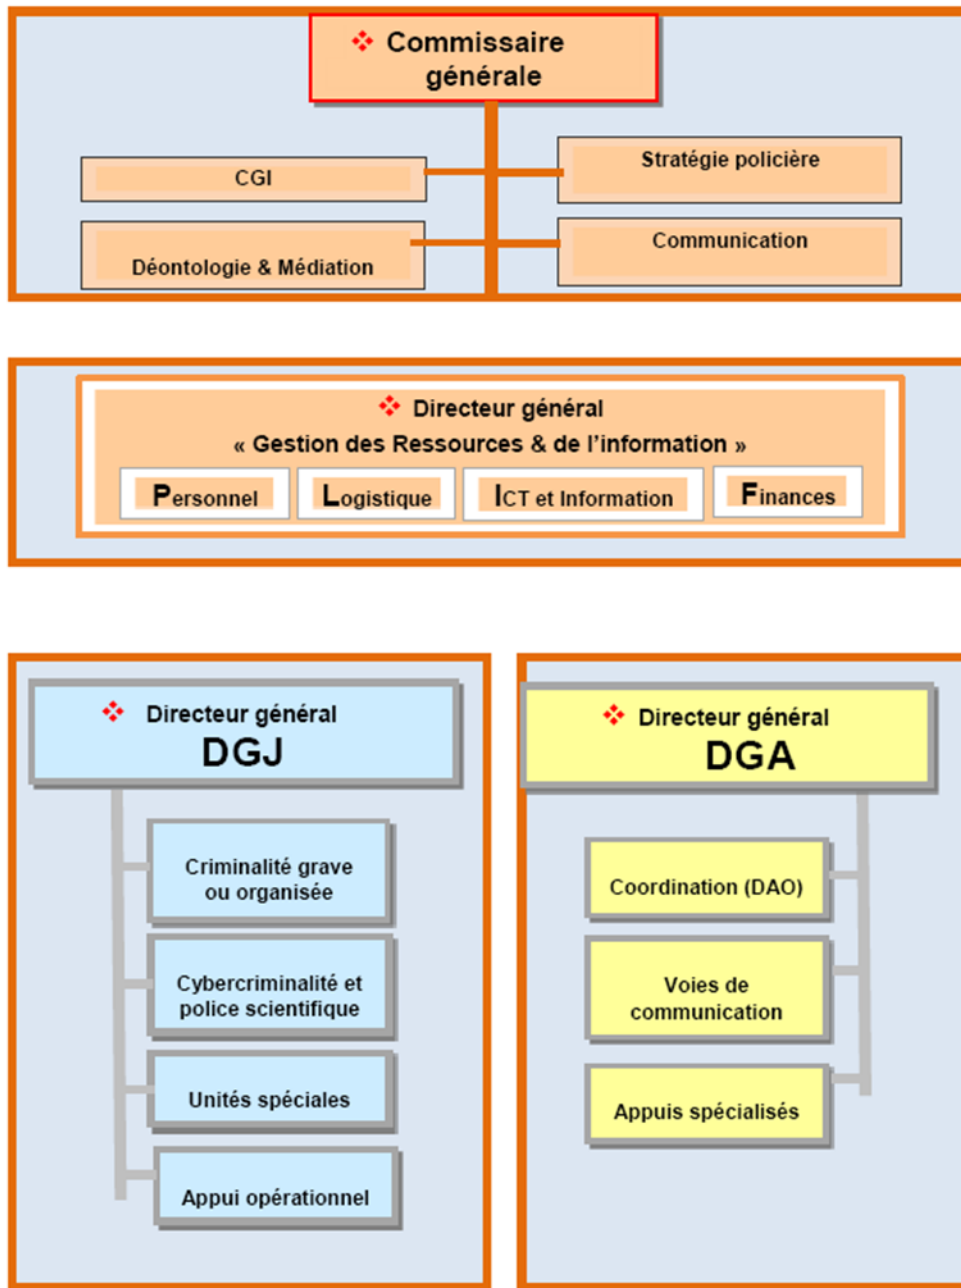 Commissaire
générale
CGI
Stratégie policière
Déontologie & Médiation
Communication
Directeur général
« Gestion des Ressources & de l'information »
Personnel
Logistique
ICT et Information
Finances
Directeur général
DGJ
Criminalité grave
ou organisée
Cybercriminalité et
police scientifique
Unités spéciales
Appui opérationnel
Directeur général
DGA
Coordination (DAO)
Voies de
communication
Appuis spécialisés